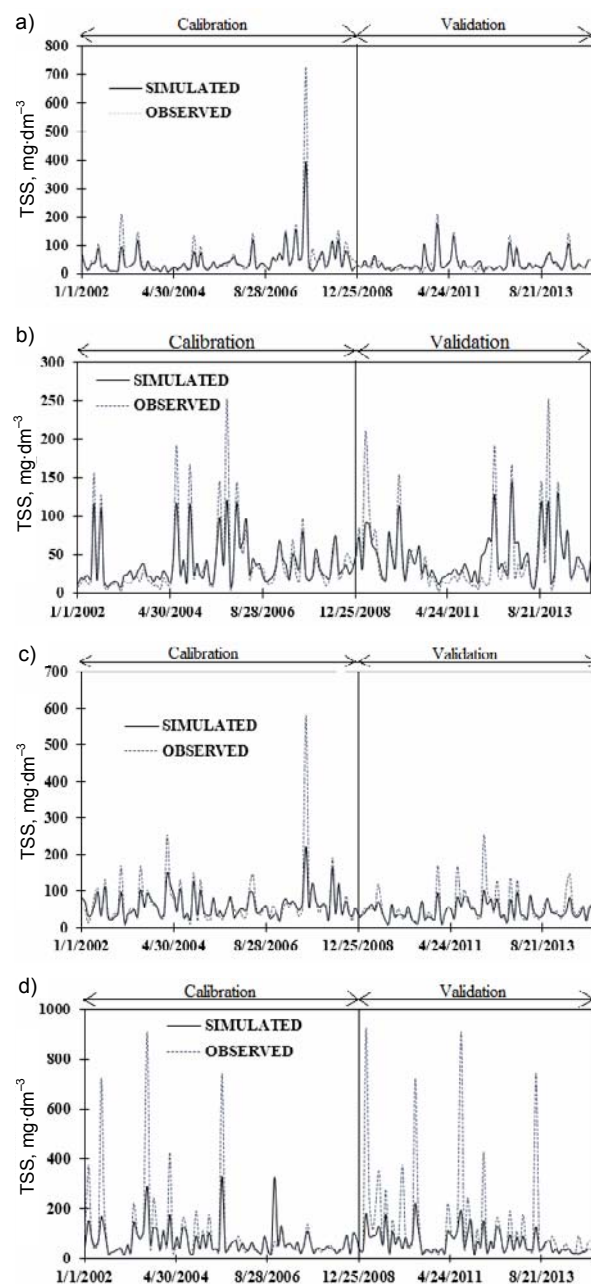 a)
Calibration Validation
800
700
600
500
400
300
200
100
0
TSS, mg·dm⁻³
SIMULATED
OBSERVED
1/1/2002 4/30/2004 8/28/2006 12/25/2008 4/24/2011 8/21/2013
b)
Calibration Validation
300
250
200
150
100
50
0
TSS, mg·dm⁻³
SIMULATED
OBSERVED
1/1/2002 4/30/2004 8/28/2006 12/25/2008 4/24/2011 8/21/2013
c)
Calibration Validation
700
600
500
400
300
200
100
0
TSS, mg·dm⁻³
SIMULATED
OBSERVED
1/1/2002 4/30/2004 8/28/2006 12/25/2008 4/24/2011 8/21/2013
d)
Calibration Validation
1000
800
600
400
200
0
TSS, mg·dm⁻³
SIMULATED
OBSERVED
1/1/2002 4/30/2004 8/28/2006 12/25/2008 4/24/2011 8/21/2013